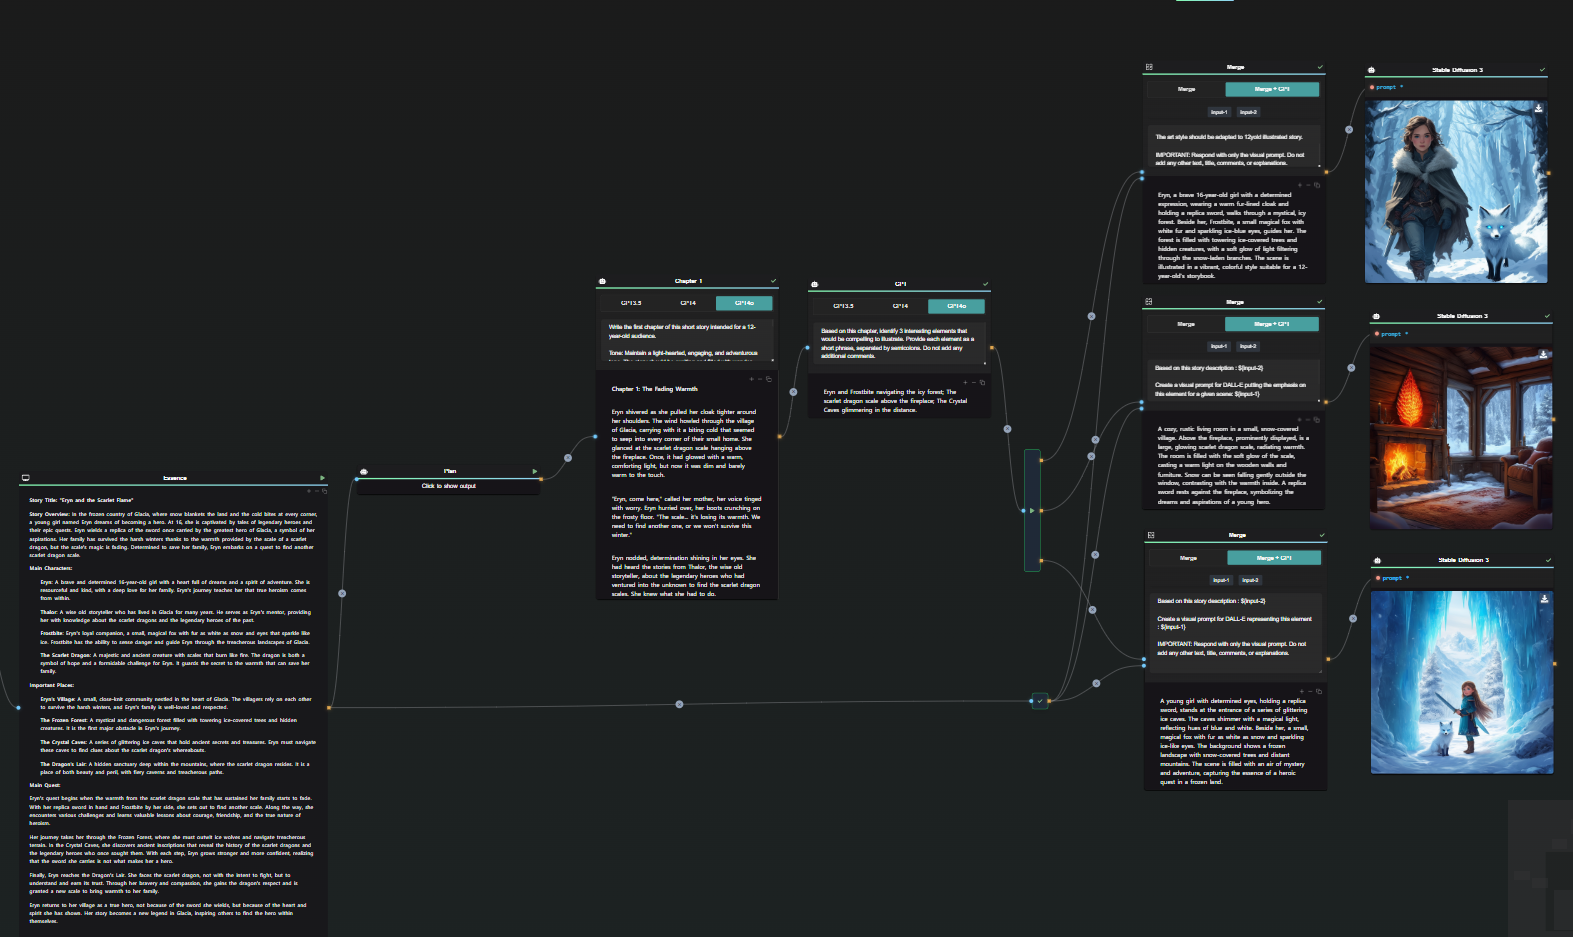 Essence
Story Title: "Eryn and the Scarlet Flame"
Story Overview: In the frozen country of Glacia, where snow blankets the land and the cold bites at every corner,
a young girl named Eryn dreams of becoming a hero. At 16, she is captivated by tales of legendary heroes and
their epic quests. Eryn wields a replica of the sword once carried by the greatest hero of Glacia, a symbol of her
aspirations. Her family has survived the harsh winters thanks to the warmth provided by the scale of a scarlet
dragon, but the scale's magic is fading. Determined to save her family, Eryn embarks on a quest to find another
scarlet dragon scale.
Main Characters:
Eryn: A brave and determined 16-year-old girl with a heart full of dreams and a spirit of adventure. She is
resourceful and kind, with a deep love for her family. Eryn's journey teaches her that true heroism comes
from within.
Thalor: A wise old storyteller who has lived in Glacia for many years. He serves as Eryn's mentor, providing
her with knowledge about the scarlet dragons and the legendary heroes of the past.
Frostbite: Eryn's loyal companion, a small, magical fox with fur as white as snow and eyes that sparkle like
ice. Frostbite has the ability to sense danger and guide Eryn through the treacherous landscapes of Glacia.
The Scarlet Dragon: A majestic and ancient creature with scales that burn like fire. The dragon is both a
symbol of hope and a formidable challenge for Eryn. It guards the secret to the warmth that can save her
family.
Important Places:
Eryn's Village: A small, close-knit community nestled in the heart of Glacia. The villagers rely on each other
to survive the harsh winters, and Eryn's family is well-loved and respected.
The Frozen Forest: A mystical and dangerous forest filled with towering ice-covered trees and hidden
creatures. It is the first major obstacle in Eryn's journey.
The Crystal Caves: A series of glittering ice caves that hold ancient secrets and treasures. Eryn must navigate
these caves to find clues about the scarlet dragon's whereabouts.
The Dragon's Lair: A hidden sanctuary deep within the mountains, where the scarlet dragon resides. It is a
place of both beauty and peril, with fiery caverns and treacherous paths.
Main Quest:
Eryn's quest begins when the warmth from the scarlet dragon scale that has sustained her family starts to fade.
With her replica sword in hand and Frostbite by her side, she sets out to find another scale. Along the way, she
encounters various challenges and learns valuable lessons about courage, friendship, and the true nature of
heroism.
Her journey takes her through the Frozen Forest, where she must outwit ice wolves and navigate treacherous
terrain. In the Crystal Caves, she discovers ancient inscriptions that reveal the history of the scarlet dragons and
the legendary heroes who once sought them. With each step, Eryn grows stronger and more confident, realizing
that the sword she carries is not what makes her a hero.
Finally, Eryn reaches the Dragon's Lair. She faces the scarlet dragon, not with the intent to fight, but to
understand and earn its trust. Through her bravery and compassion, she gains the dragon's respect and is
granted a new scale to bring warmth to her family.
Eryn returns to her village as a true hero, not because of the sword she wields, but because of the heart and
spirit she has shown. Her story becomes a new legend in Glacia, inspiring others to find the hero within
themselves.
Plan
Click to show output
Chapter 1
GPT3.5 GPT4 GPT4o
Write the first chapter of this short story intended for a 12-
year-old audience.
Tone: Maintain a light-hearted, engaging, and adventurous
Chapter 1: The Fading Warmth
Eryn shivered as she pulled her cloak tighter around
her shoulders. The wind howled through the village
of Glacia, carrying with it a biting cold that seemed
to seep into every corner of their small home. She
glanced at the scarlet dragon scale hanging above
the fireplace. Once, it had glowed with a warm,
comforting light, but now it was dim and barely
warm to the touch.
"Eryn, come here," called her mother, her voice tinged
with worry. Eryn hurried over, her boots crunching on
the frosty floor. "The scale... it's losing its warmth. We
need to find another one, or we won't survive this
winter."
Eryn nodded, determination shining in her eyes. She
had heard the stories from Thalor, the wise old
storyteller, about the legendary heroes who had
ventured into the unknown to find the scarlet dragon
scales. She knew what she had to do.
GPT
GPT3.5 GPT4 GPT4o
Based on this chapter, identify 3 interesting elements that
would be compelling to illustrate. Provide each element as a
short phrase, separated by semicolons. Do not add any
additional comments.
Eryn and Frostbite navigating the icy forest; The
scarlet dragon scale above the fireplace; The Crystal
Caves glimmering in the distance.
Merge
Merge Merge + GPT
Input-1 Input-2
The art style should be adapted to 12yold illustrated story.
IMPORTANT: Respond with only the visual prompt. Do not
add any other text, title, comments, or explanations.
Eryn, a brave 16-year-old girl with a determined
expression, wearing a warm fur-lined cloak and
holding a replica sword, walks through a mystical, icy
forest. Beside her, Frostbite, a small magical fox with
white fur and sparkling ice-blue eyes, guides her. The
forest is filled with towering ice-covered trees and
hidden creatures, with a soft glow of light filtering
through the snow-laden branches. The scene is
illustrated in a vibrant, colorful style suitable for a 12-
year-old's storybook.
Stable Diffusion 3
prompt *
Merge
Merge Merge + GPT
Input-1 Input-2
Based on this story description : ${input-2}
Create a visual prompt for DALL-E putting the emphasis on
this element for a given scene: ${input-1}
A cozy, rustic living room in a small, snow-covered
village. Above the fireplace, prominently displayed, is a
large, glowing scarlet dragon scale, radiating warmth.
The room is filled with the soft glow of the scale,
casting a warm light on the wooden walls and
furniture. Snow can be seen falling gently outside the
window, contrasting with the warmth inside. A replica
sword rests against the fireplace, symbolizing the
dreams and aspirations of a young hero.
Stable Diffusion 3
prompt *
Merge
Merge Merge + GPT
Input-1 Input-2
Based on this story description : ${input-2}
Create a visual prompt for DALL-E representing this element
: ${input-1}
IMPORTANT: Respond with only the visual prompt. Do not
add any other text, title, comments, or explanations.
A young girl with determined eyes, holding a replica
sword, stands at the entrance of a series of glittering
ice caves. The caves shimmer with a magical light,
reflecting hues of blue and white. Beside her, a small,
magical fox with fur as white as snow and sparkling
ice-like eyes. The background shows a frozen
landscape with snow-covered trees and distant
mountains. The scene is filled with an air of mystery
and adventure, capturing the essence of a heroic
quest in a frozen land.
Stable Diffusion 3
prompt *